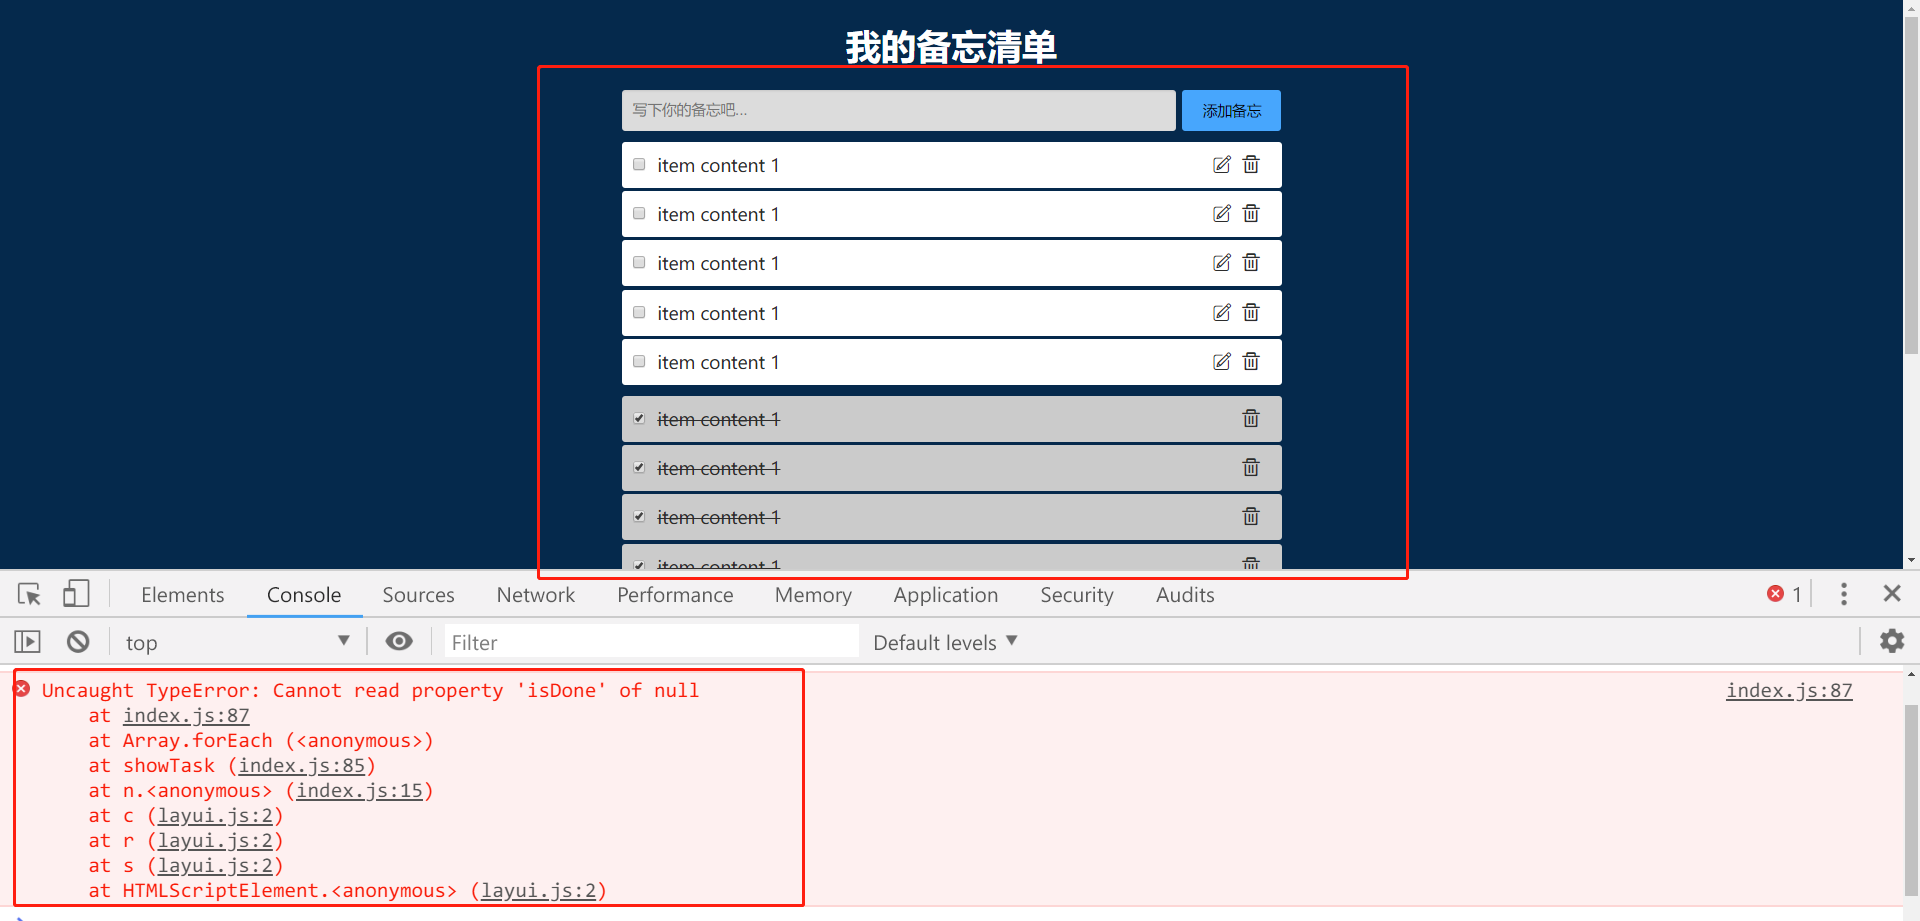 我的备忘清单
写下你的备忘吧...
添加备忘
item content 1
item content 1
item content 1
item content 1
item content 1
item content 1
item content 1
item content 1
item content 1
Elements Console Sources Network Performance Memory Application Security Audits 1
top Filter Default levels
Uncaught TypeError: Cannot read property 'isDone' of null index.js:87
at index.js:87
at Array.forEach (<anonymous>)
at showTask (index.js:85)
at n.<anonymous> (index.js:15)
at c (layui.js:2)
at r (layui.js:2)
at s (layui.js:2)
at HTMLScriptElement.<anonymous> (layui.js:2)